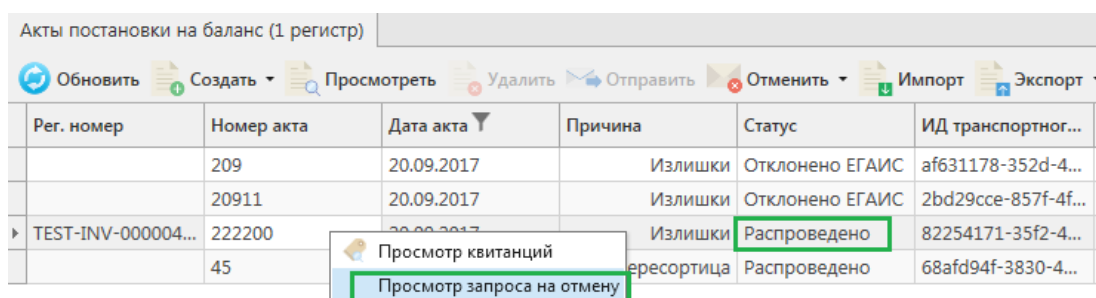 Акты постановки на баланс (1 регистр)
Обновить Создать Просмотреть Удалить Отправить Отменить Импорт Экспорт
Рег. номер Номер акта Дата акта Причина Статус ИД транспортног...
209 20.09.2017 Излишки Отклонено ЕГАИС af631178-352d-4...
20911 20.09.2017 Излишки Отклонено ЕГАИС 2bd29cce-857f-4f...
TEST-INV-000004... 222200 20.09.2017 Излишки Распроведено 82254171-35f2-4...
Просмотр квитанций
45 ересортица Распроведено 68afd94f-3830-4...
Просмотр запроса на отмену